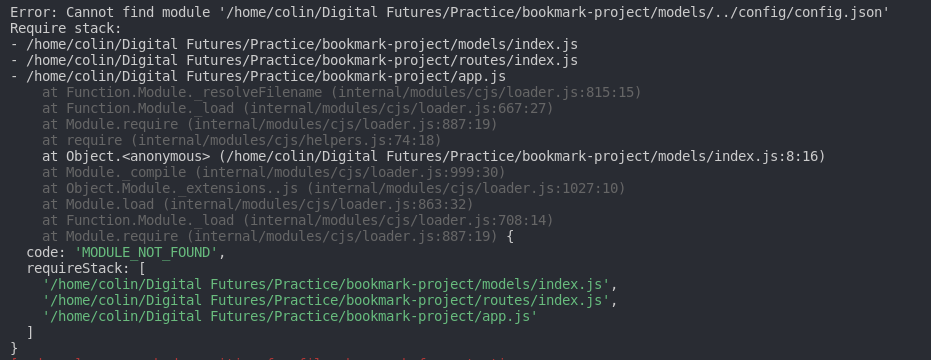 Error: Cannot find module '/home/colin/Digital Futures/Practice/bookmark-project/models/../config/config.json'
Require stack:
- /home/colin/Digital Futures/Practice/bookmark-project/models/index.js
- /home/colin/Digital Futures/Practice/bookmark-project/routes/index.js
- /home/colin/Digital Futures/Practice/bookmark-project/app.js
    at Function.Module._resolveFilename (internal/modules/cjs/loader.js:815:15)
    at Function.Module._load (internal/modules/cjs/loader.js:667:27)
    at Module.require (internal/modules/cjs/loader.js:887:19)
    at require (internal/modules/cjs/helpers.js:74:18)
    at Object.<anonymous> (/home/colin/Digital Futures/Practice/bookmark-project/models/index.js:8:16)
    at Module._compile (internal/modules/cjs/loader.js:999:30)
    at Object.Module._extensions..js (internal/modules/cjs/loader.js:1027:10)
    at Module.load (internal/modules/cjs/loader.js:863:32)
    at Function.Module._load (internal/modules/cjs/loader.js:708:14)
    at Module.require (internal/modules/cjs/loader.js:887:19) {
  code: 'MODULE_NOT_FOUND',
  requireStack: [
    '/home/colin/Digital Futures/Practice/bookmark-project/models/index.js',
    '/home/colin/Digital Futures/Practice/bookmark-project/routes/index.js',
    '/home/colin/Digital Futures/Practice/bookmark-project/app.js'
  ]
}